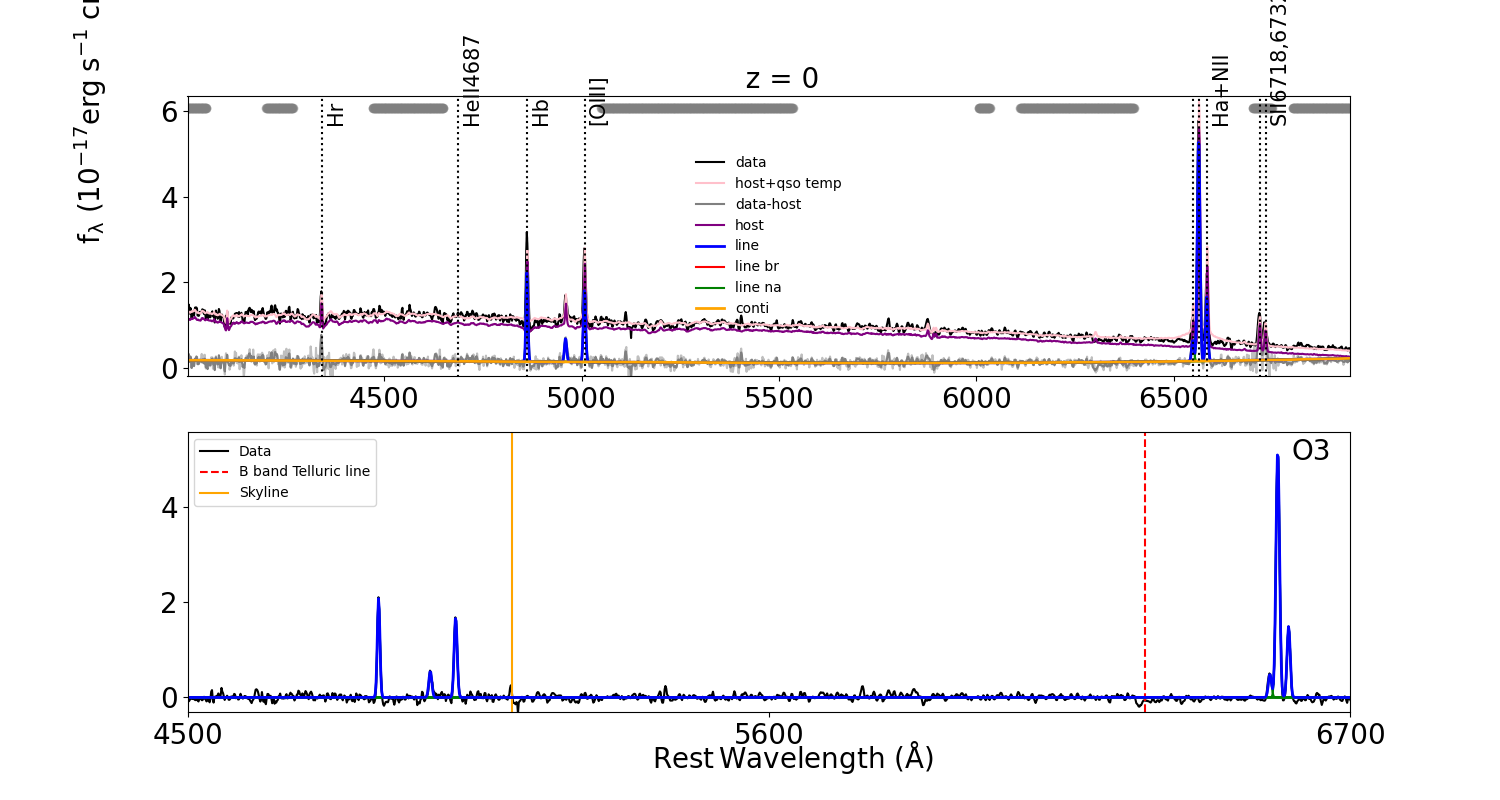 z = 0
f_λ (10^−17 erg s^−1
Hr
HeII4687
Hb
[OIII]
Ha+NII
SII6718,6732
6
4
2
0
data
host+qso temp
data-host
host
line
line br
line na
conti
4500
5000
5500
6000
6500
Data
B band Telluric line
Skyline
O3
4
2
0
4500
5600
6700
Rest Wavelength (Å)